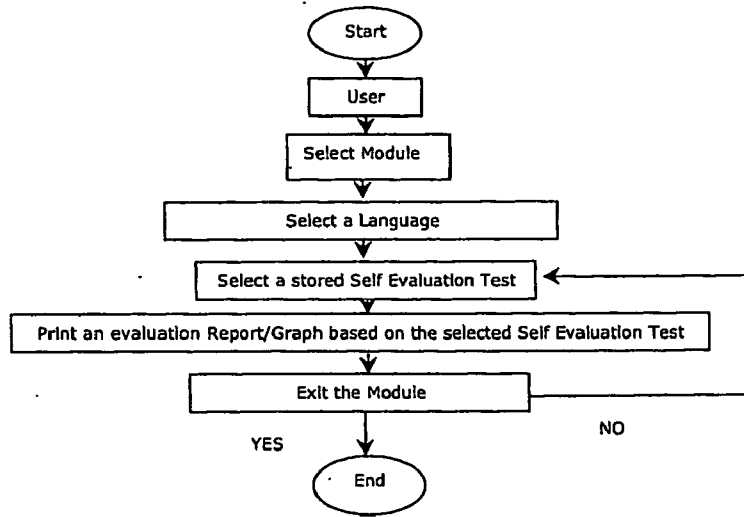 Start
User
Select Module
Select a Language
Select a stored Self Evaluation Test
Print an evaluation Report/Graph based on the selected Self Evaluation Test
Exit the Module
YES
NO
End